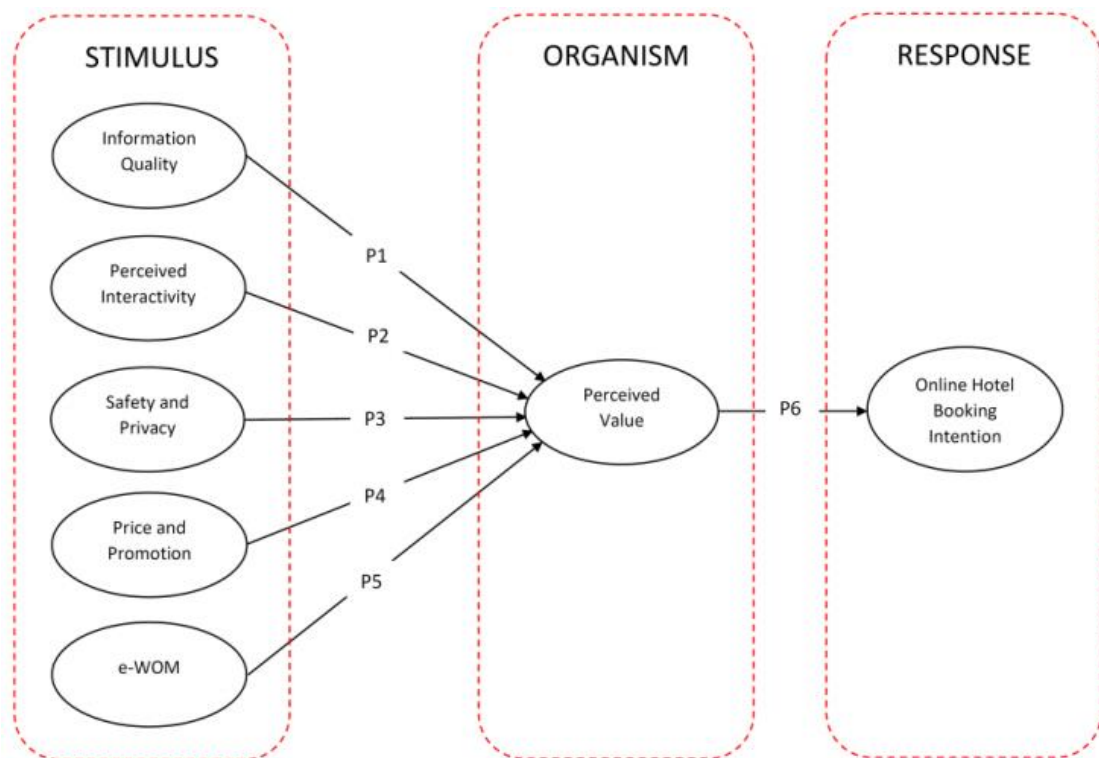 STIMULUS
ORGANISM
RESPONSE
Information
Quality
P1
Perceived
Interactivity
P2
Safety and
Privacy
P3
Perceived
Value
P6
Online Hotel
Booking
Intention
Price and
Promotion
P4
P5
e-WOM